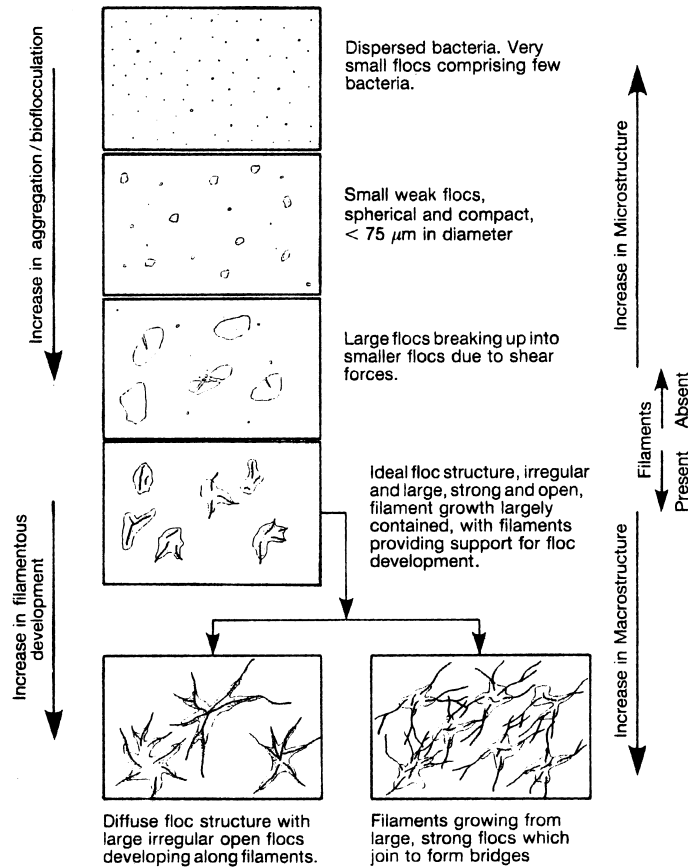 Increase in aggregation/bioflocculation
Dispersed bacteria. Very
small flocs comprising few
bacteria.
Small weak flocs,
spherical and compact,
< 75 μm in diameter
Large flocs breaking up into
smaller flocs due to shear
forces.
Increase in Microstructure
Filaments
Absent
Present
Ideal floc structure, irregular
and large, strong and open,
filament growth largely
contained, with filaments
providing support for floc
development.
Increase in filamentous
development
Increase in Macrostructure
Diffuse floc structure with
large irregular open flocs
developing along filaments.
Filaments growing from
large, strong flocs which
join to form bridges